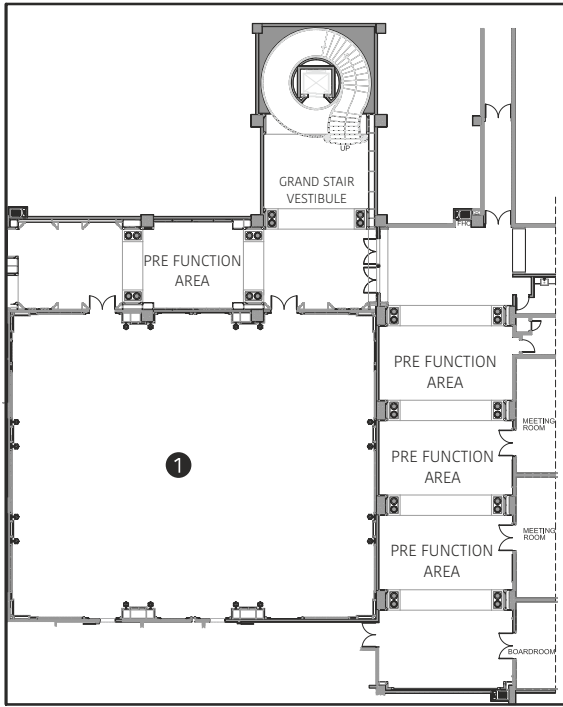 UP
GRAND STAIR
VESTIBULE
FHC
PRE FUNCTION
AREA
PRE FUNCTION
AREA
MEETING
ROOM
PRE FUNCTION
AREA
1
MEETING
ROOM
PRE FUNCTION
AREA
BOARDROOM